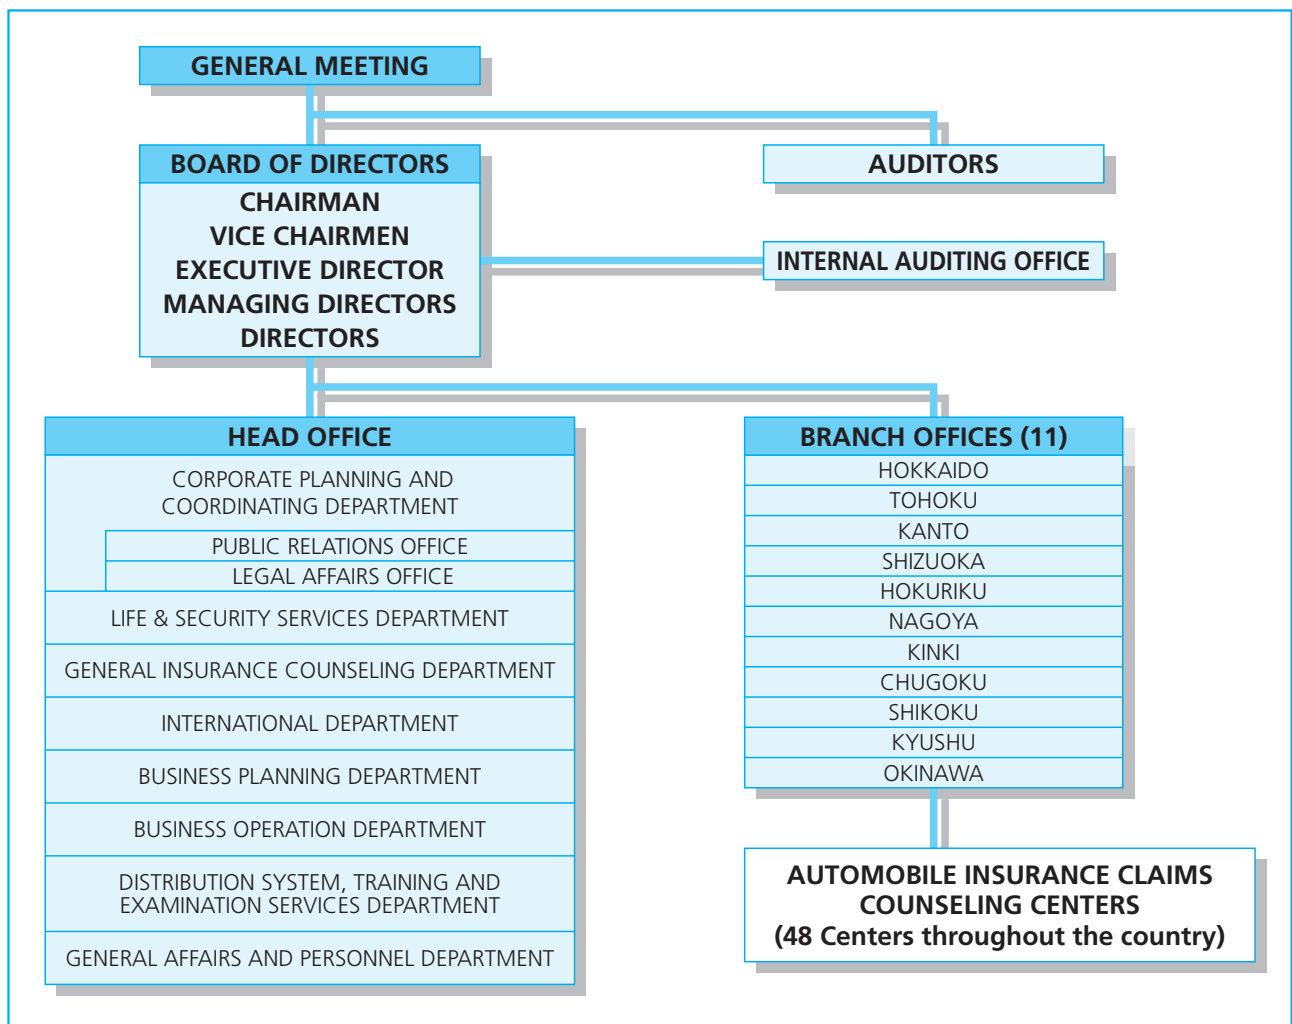 GENERAL MEETING
BOARD OF DIRECTORS
CHAIRMAN
VICE CHAIRMEN
EXECUTIVE DIRECTOR
MANAGING DIRECTORS
DIRECTORS
AUDITORS
INTERNAL AUDITING OFFICE
HEAD OFFICE
CORPORATE PLANNING AND
COORDINATING DEPARTMENT
PUBLIC RELATIONS OFFICE
LEGAL AFFAIRS OFFICE
LIFE & SECURITY SERVICES DEPARTMENT
GENERAL INSURANCE COUNSELING DEPARTMENT
INTERNATIONAL DEPARTMENT
BUSINESS PLANNING DEPARTMENT
BUSINESS OPERATION DEPARTMENT
DISTRIBUTION SYSTEM, TRAINING AND
EXAMINATION SERVICES DEPARTMENT
GENERAL AFFAIRS AND PERSONNEL DEPARTMENT
BRANCH OFFICES (11)
HOKKAIDO
TOHOKU
KANTO
SHIZUOKA
HOKURIKU
NAGOYA
KINKI
CHUGOKU
SHIKOKU
KYUSHU
OKINAWA
AUTOMOBILE INSURANCE CLAIMS
COUNSELING CENTERS
(48 Centers throughout the country)